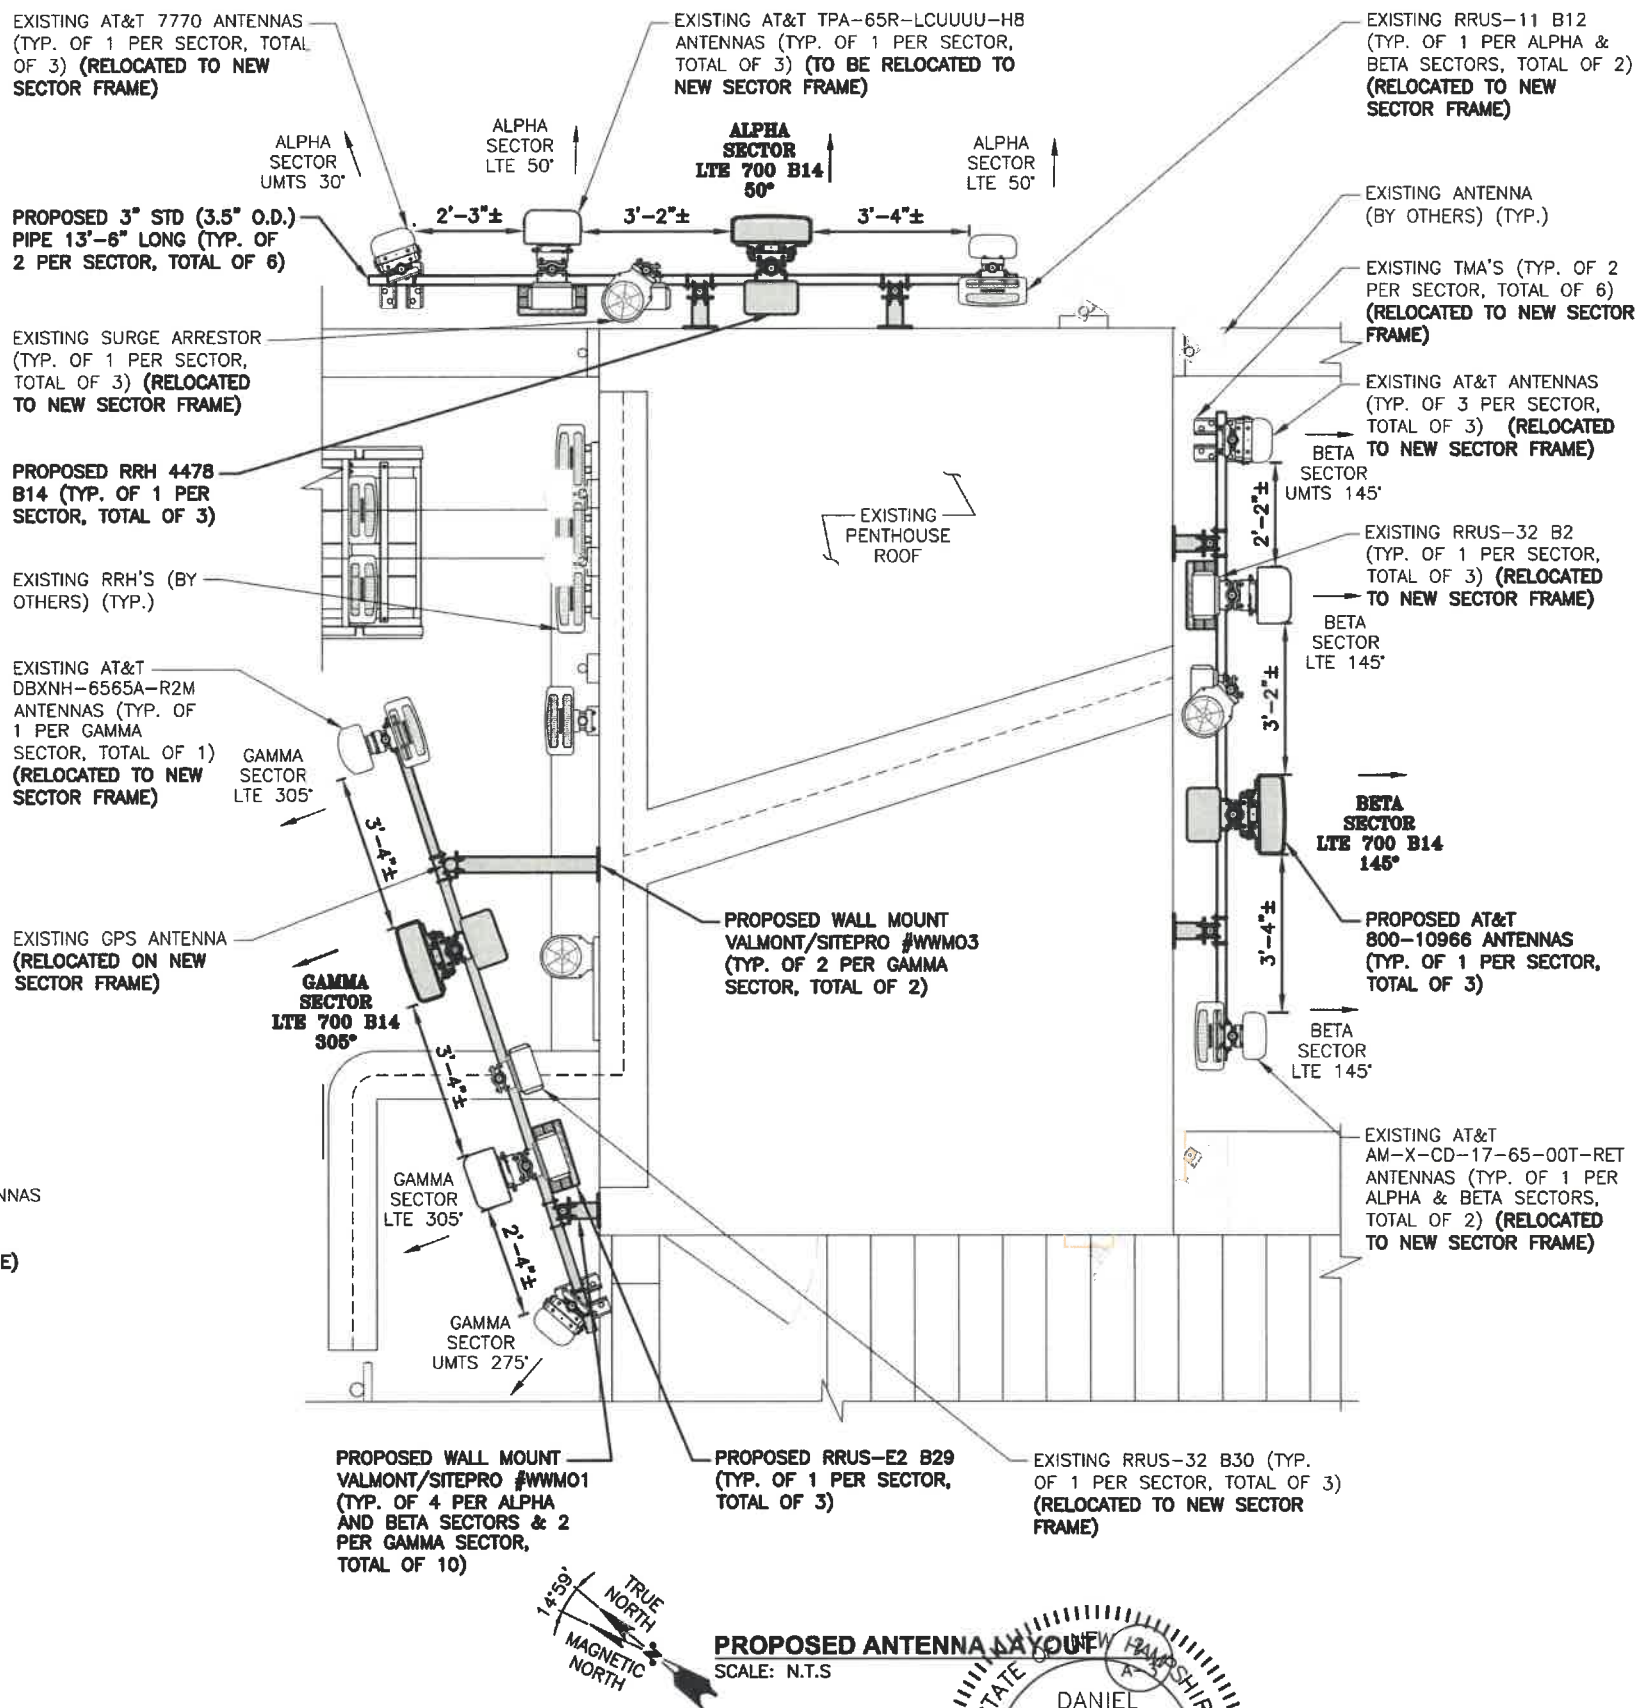 EXISTING AT&T 7770 ANTENNAS
(TYP. OF 1 PER SECTOR, TOTAL
OF 3) (RELOCATED TO NEW
SECTOR FRAME)
EXISTING AT&T TPA-65R-LCUUUU-H8
ANTENNAS (TYP. OF 1 PER SECTOR,
TOTAL OF 3) (TO BE RELOCATED TO
NEW SECTOR FRAME)
EXISTING RRUS-11 B12
(TYP. OF 1 PER ALPHA &
BETA SECTORS, TOTAL OF 2)
(RELOCATED TO NEW
SECTOR FRAME)
ALPHA
SECTOR
UMTS 30°
ALPHA
SECTOR
LTE 50°
ALPHA
SECTOR
LTE 700 B14
50°
ALPHA
SECTOR
LTE 50°
PROPOSED 3" STD (3.5" O.D.)
PIPE 13'-6" LONG (TYP. OF
2 PER SECTOR, TOTAL OF 6)
2'-3"±
3'-2"±
3'-4"±
EXISTING ANTENNA
(BY OTHERS) (TYP.)
EXISTING TMA'S (TYP. OF 2
PER SECTOR, TOTAL OF 6)
(RELOCATED TO NEW SECTOR
FRAME)
EXISTING SURGE ARRESTOR
(TYP. OF 1 PER SECTOR,
TOTAL OF 3) (RELOCATED
TO NEW SECTOR FRAME)
EXISTING AT&T ANTENNAS
(TYP. OF 3 PER SECTOR,
TOTAL OF 3) (RELOCATED
TO NEW SECTOR FRAME)
BETA
SECTOR
UMTS 145°
PROPOSED RRH 4478
B14 (TYP. OF 1 PER
SECTOR, TOTAL OF 3)
2'-2"±
EXISTING
PENTHOUSE
ROOF
EXISTING RRUS-32 B2
(TYP. OF 1 PER SECTOR,
TOTAL OF 3) (RELOCATED
TO NEW SECTOR FRAME)
EXISTING RRH'S (BY
OTHERS) (TYP.)
BETA
SECTOR
LTE 145°
EXISTING AT&T
DBXNH-6565A-R2M
ANTENNAS (TYP. OF
1 PER GAMMA
SECTOR, TOTAL OF 1)
(RELOCATED TO NEW
SECTOR FRAME)
GAMMA
SECTOR
LTE 305°
3'-2"±
3'-4"±
BETA
SECTOR
LTE 700 B14
145°
EXISTING GPS ANTENNA
(RELOCATED ON NEW
SECTOR FRAME)
PROPOSED WALL MOUNT
VALMONT/SITEPRO #WWM03
(TYP. OF 2 PER GAMMA
SECTOR, TOTAL OF 2)
3'-4"±
PROPOSED AT&T
800-10966 ANTENNAS
(TYP. OF 1 PER SECTOR,
TOTAL OF 3)
GAMMA
SECTOR
LTE 700 B14
305°
3'-4"±
BETA
SECTOR
LTE 145°
EXISTING AT&T
AM-X-CD-17-65-00T-RET
ANTENNAS (TYP. OF 1 PER
ALPHA & BETA SECTORS,
TOTAL OF 2) (RELOCATED
TO NEW SECTOR FRAME)
NNAS
E)
GAMMA
SECTOR
LTE 305°
2'-4"±
GAMMA
SECTOR
UMTS 275°
PROPOSED WALL MOUNT
VALMONT/SITEPRO #WWM01
(TYP. OF 4 PER ALPHA
AND BETA SECTORS & 2
PER GAMMA SECTOR,
TOTAL OF 10)
PROPOSED RRUS-E2 B29
(TYP. OF 1 PER SECTOR,
TOTAL OF 3)
EXISTING RRUS-32 B30 (TYP.
OF 1 PER SECTOR, TOTAL OF 3)
(RELOCATED TO NEW SECTOR
FRAME)
14°59'
TRUE
NORTH
N
MAGNETIC
NORTH
PROPOSED ANTENNA LAYOUT
SCALE: N.T.S
STATE OF NEW HAMPSHIRE
DANIEL